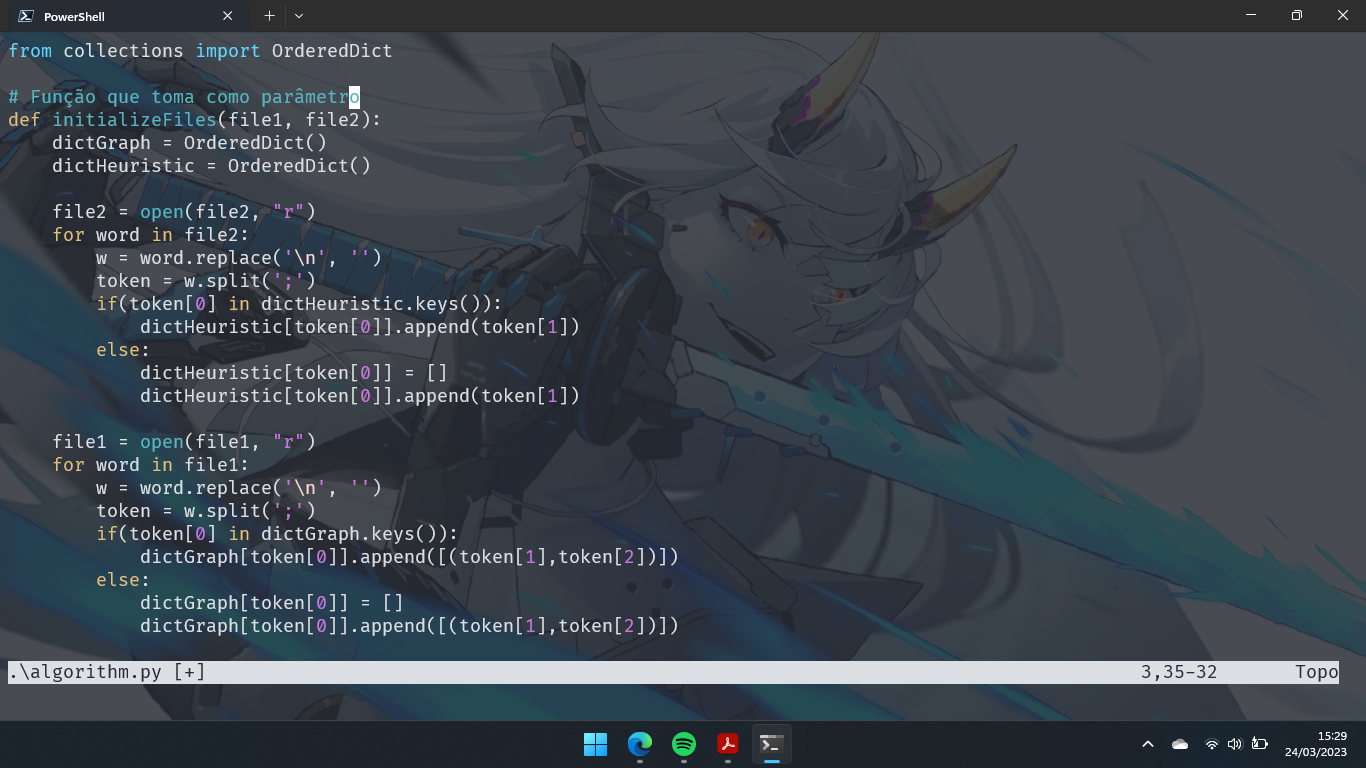 PowerShell
from collections import OrderedDict
# Função que toma como parâmetro
def initializeFiles(file1, file2):
    dictGraph = OrderedDict()
    dictHeuristic = OrderedDict()
    file2 = open(file2, "r")
    for word in file2:
        w = word.replace('\n', '')
        token = w.split(';')
        if(token[0] in dictHeuristic.keys()):
            dictHeuristic[token[0]].append(token[1])
        else:
            dictHeuristic[token[0]] = []
            dictHeuristic[token[0]].append(token[1])
    file1 = open(file1, "r")
    for word in file1:
        w = word.replace('\n', '')
        token = w.split(';')
        if(token[0] in dictGraph.keys()):
            dictGraph[token[0]].append([(token[1],token[2])])
        else:
            dictGraph[token[0]] = []
            dictGraph[token[0]].append([(token[1],token[2])])
.\algorithm.py [+] 3,35-32 Topo
15:29
24/03/2023